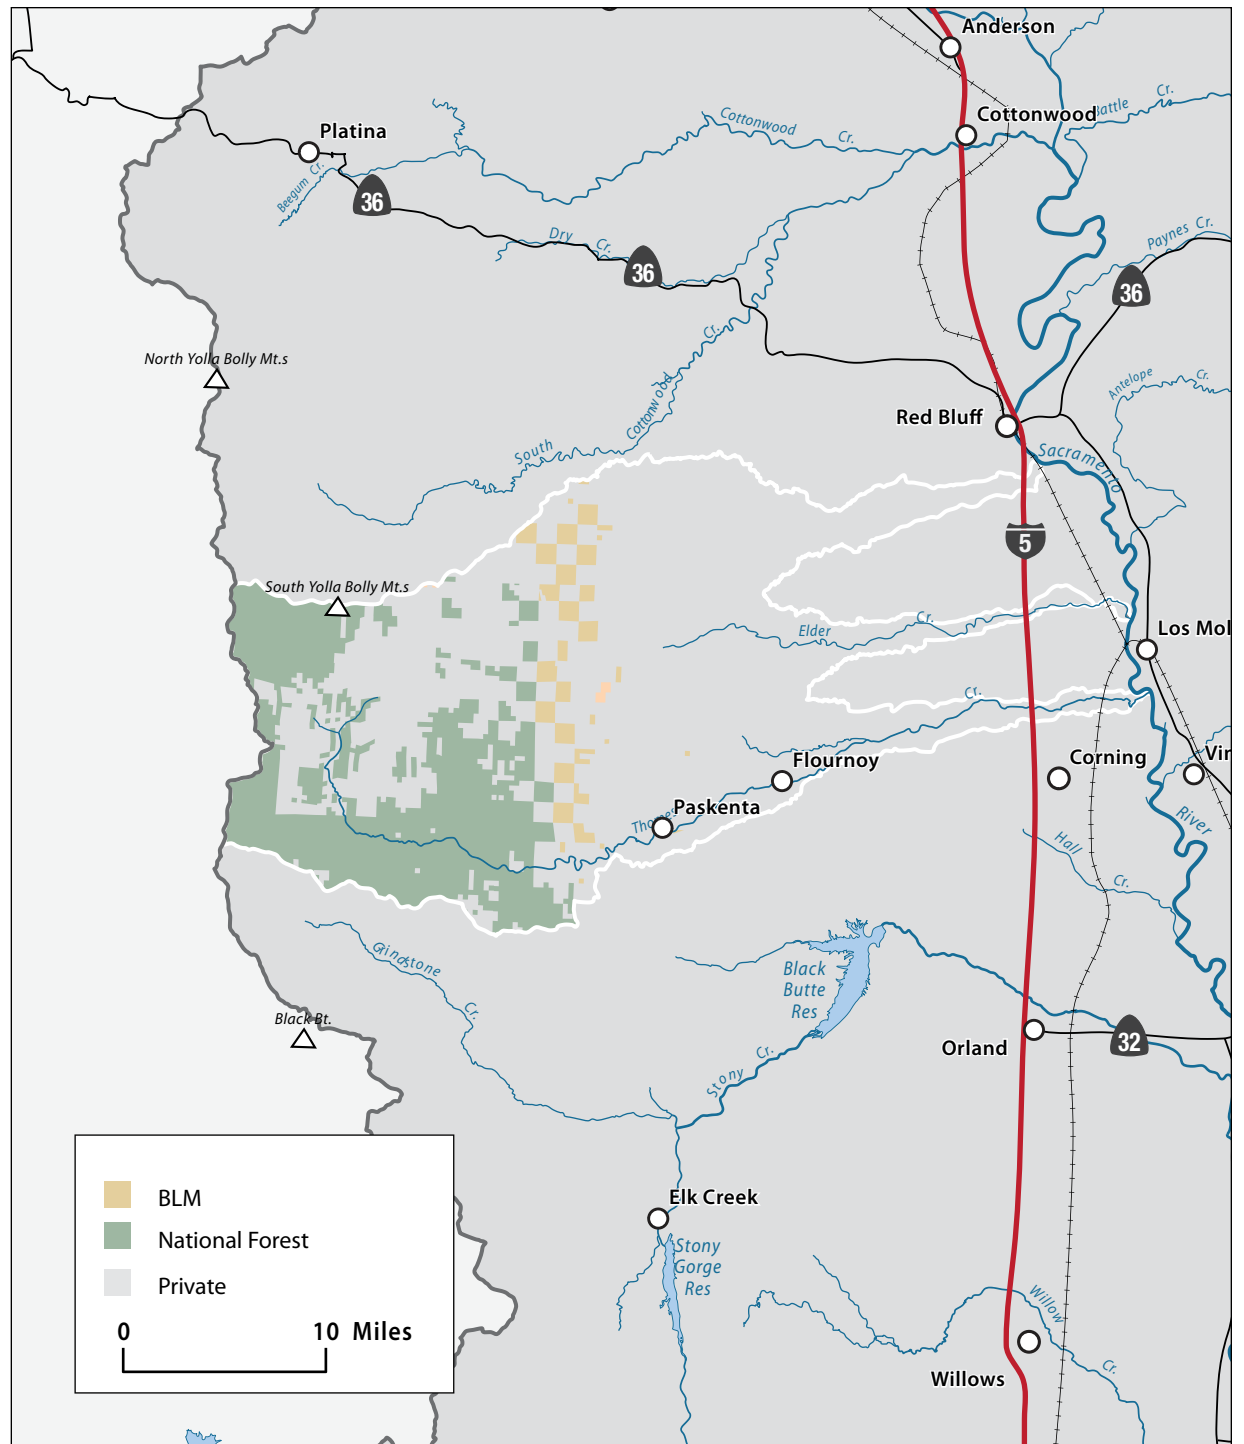 Anderson
Cottonwood
Battle Cr.
Platina
Cottonwood Cr.
Beegum Cr.
36
Dry Cr.
36
Paynes Cr.
36
North Yolla Bolly Mt.s
Antelope Cr.
Red Bluff
South Cottonwood Cr.
Sacramento
5
South Yolla Bolly Mt.s
Elder Cr.
Los Mol
Cr.
Flournoy
Corning
Vin
Paskenta
Thomes
River
Hall Cr.
Grindstone Cr.
Black
Butte
Res
Black Bt.
Stony Cr.
Orland
32
BLM
National Forest
Private
0 10 Miles
Elk Creek
Stony
Gorge
Res
Willow Cr.
Willows